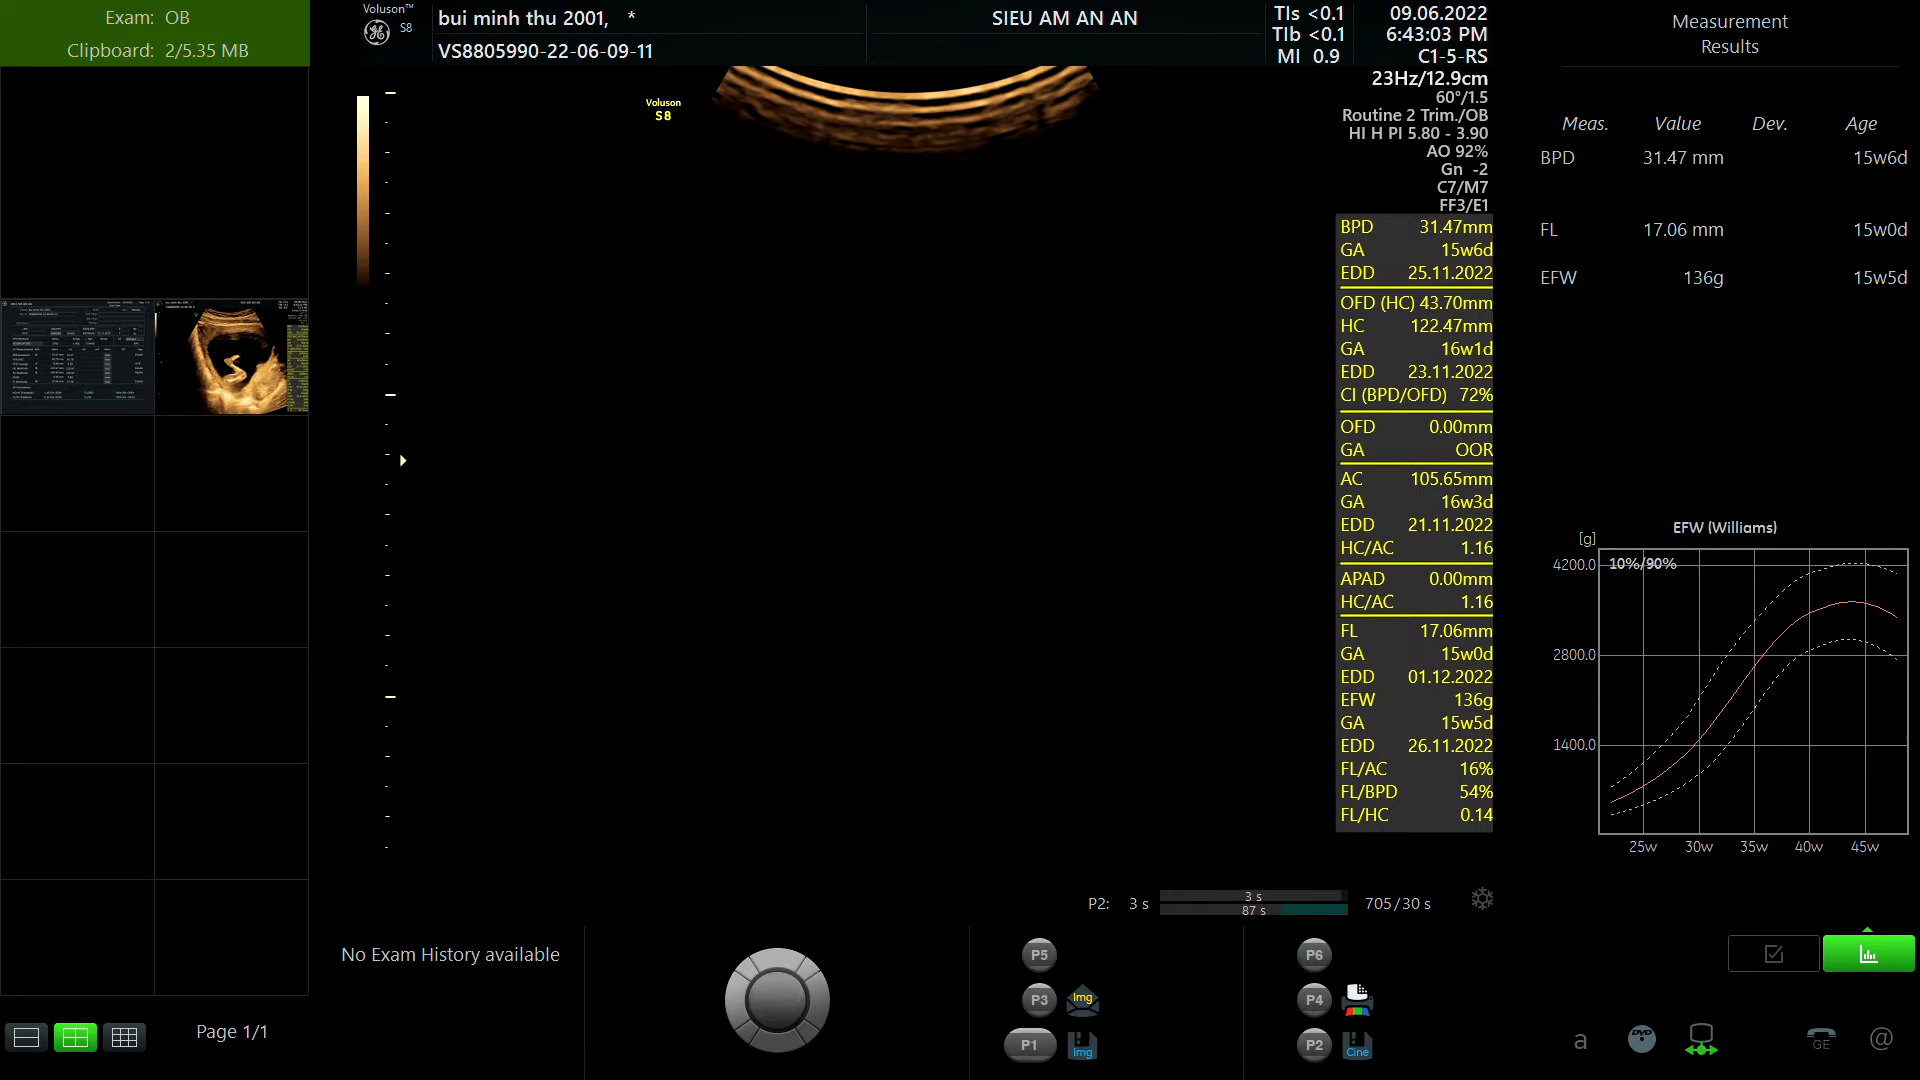 Exam: OB
Clipboard: 2/5.35 MB
Voluson™
S8
bui minh thu 2001, *
VS8805990-22-06-09-11
SIEU AM AN AN
TIs <0.1
TIb <0.1
MI 0.9
09.06.2022
6:43:03 PM
C1-5-RS
23Hz/12.9cm
60°/1.5
Routine 2 Trim./OB
HI H PI 5.80 - 3.90
AO 92%
Gn -2
C7/M7
FF3/E1
Voluson
S8
BPD 31.47mm
GA 15w6d
EDD 25.11.2022
OFD (HC) 43.70mm
HC 122.47mm
GA 16w1d
EDD 23.11.2022
CI (BPD/OFD) 72%
OFD 0.00mm
GA OOR
AC 105.65mm
GA 16w3d
EDD 21.11.2022
HC/AC 1.16
APAD 0.00mm
HC/AC 1.16
FL 17.06mm
GA 15w0d
EDD 01.12.2022
EFW 136g
GA 15w5d
EDD 26.11.2022
FL/AC 16%
FL/BPD 54%
FL/HC 0.14
Measurement
Results
Meas. Value Dev. Age
BPD 31.47 mm 15w6d
FL 17.06 mm 15w0d
EFW 136g 15w5d
EFW (Williams)
[g]
10%/90%
4200.0
2800.0
1400.0
25w 30w 35w 40w 45w
P2: 3 s
3 s
87 s
705/30 s
No Exam History available
P5
P3 Img
P1 Img
P6
P4
P2 Cine
Page 1/1
a
DVD
GE
@